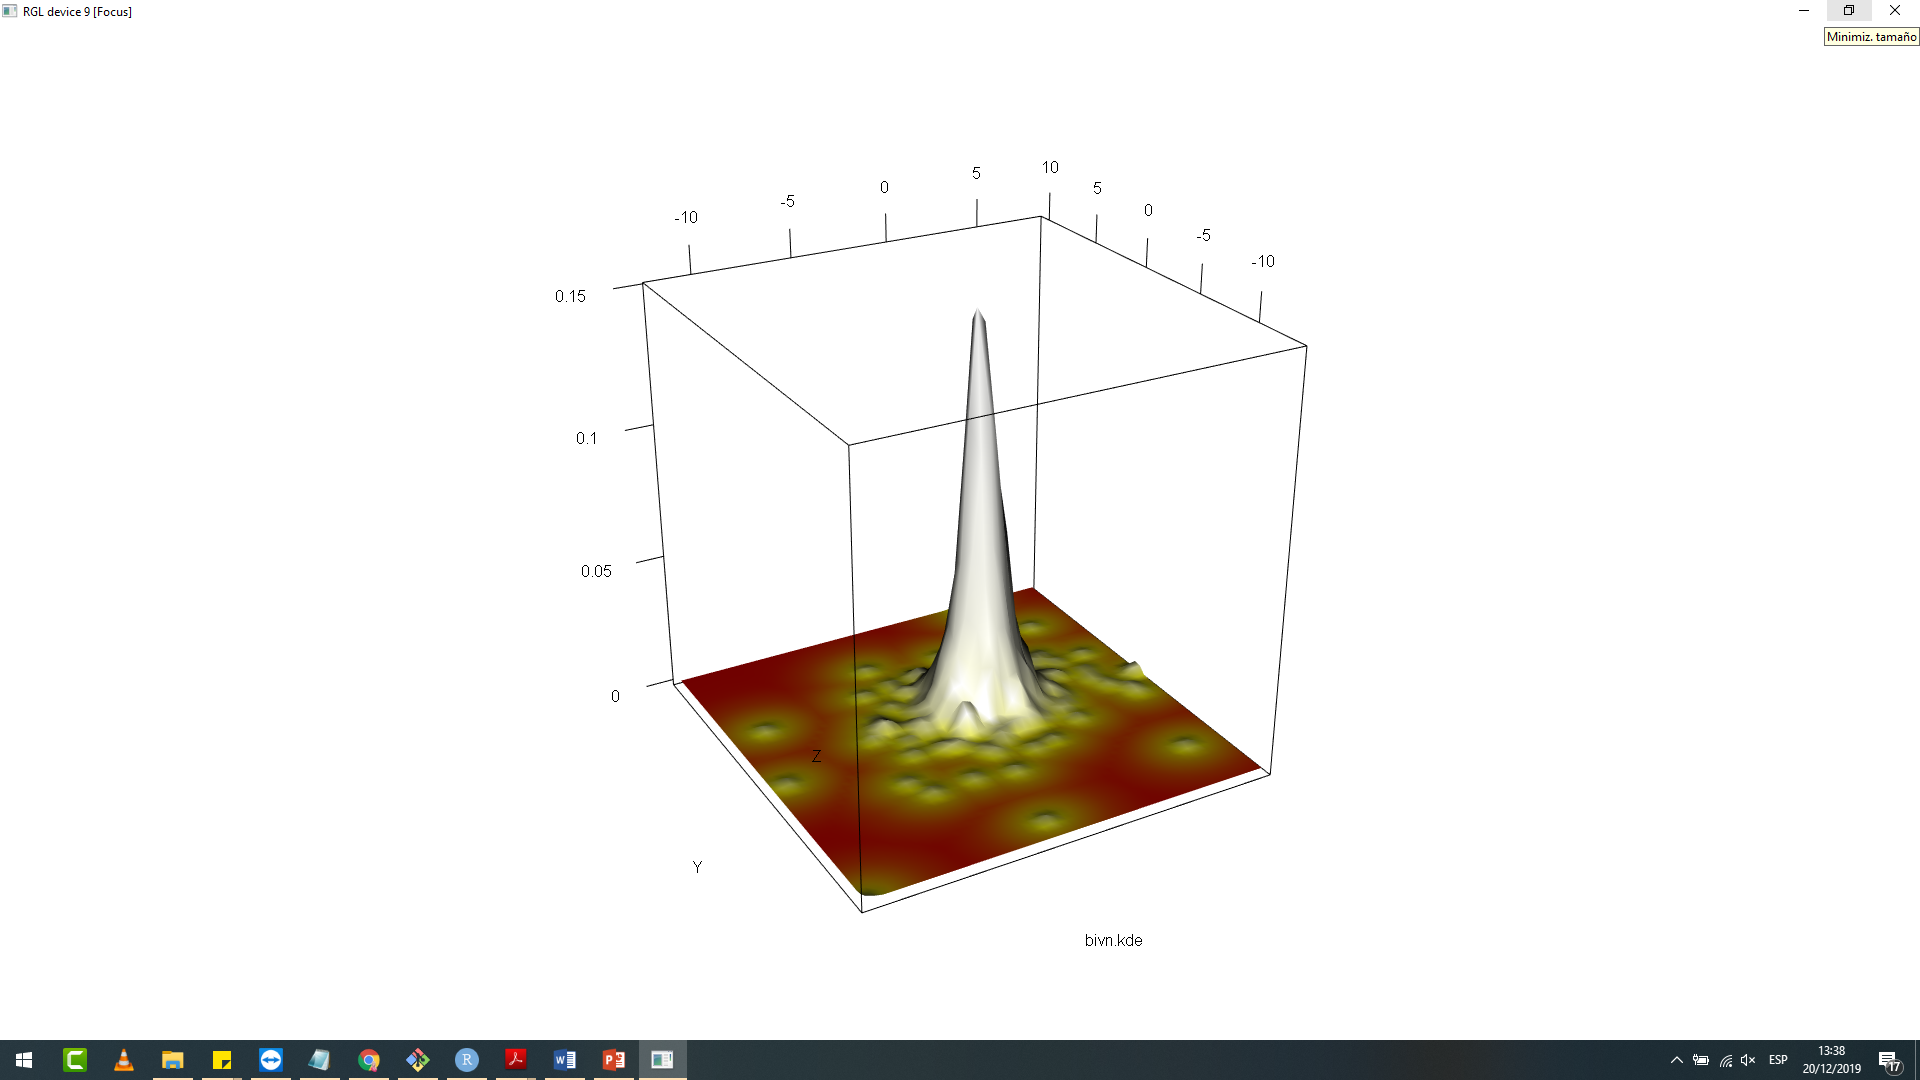 RGL device 9 [Focus]
Minimiz. tamaño
-10 -5 0 5 10 5 0 -5 -10
0.15
0.1
0.05
0
Z
Y
bivn.kde
ESP
13:38
20/12/2019
17